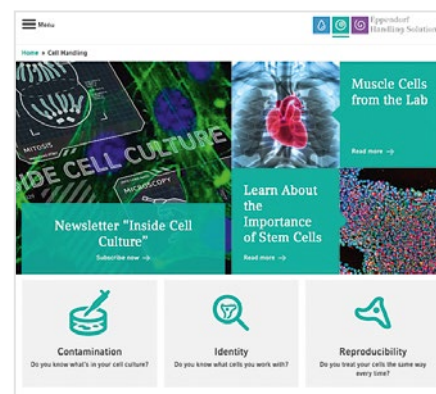 Menu
Eppendorf
Handling Solution
Home » Cell Handling
MITOSIS
IDE CELL CULTURE
MICROSCOPY
Newsletter "Inside Cell
Culture"
Subscribe now →
Muscle Cells
from the Lab
Read more →
Learn About
the
Importance
of Stem Cells
Read more →
Contamination
Do you know what's in your cell culture?
Identity
Do you know what cells you work with?
Reproducibility
Do you treat your cells the same way
every time?